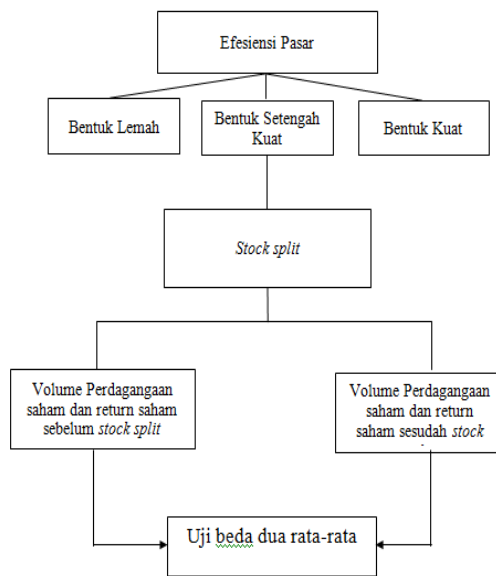 Efesiensi Pasar
Bentuk Lemah
Bentuk Setengah
Kuat
Bentuk Kuat
Stock split
Volume Perdagangaan
saham dan return saham
sebelum stock split
Volume Perdagangaan
saham dan return
saham sesudah stock
Uji beda dua rata-rata